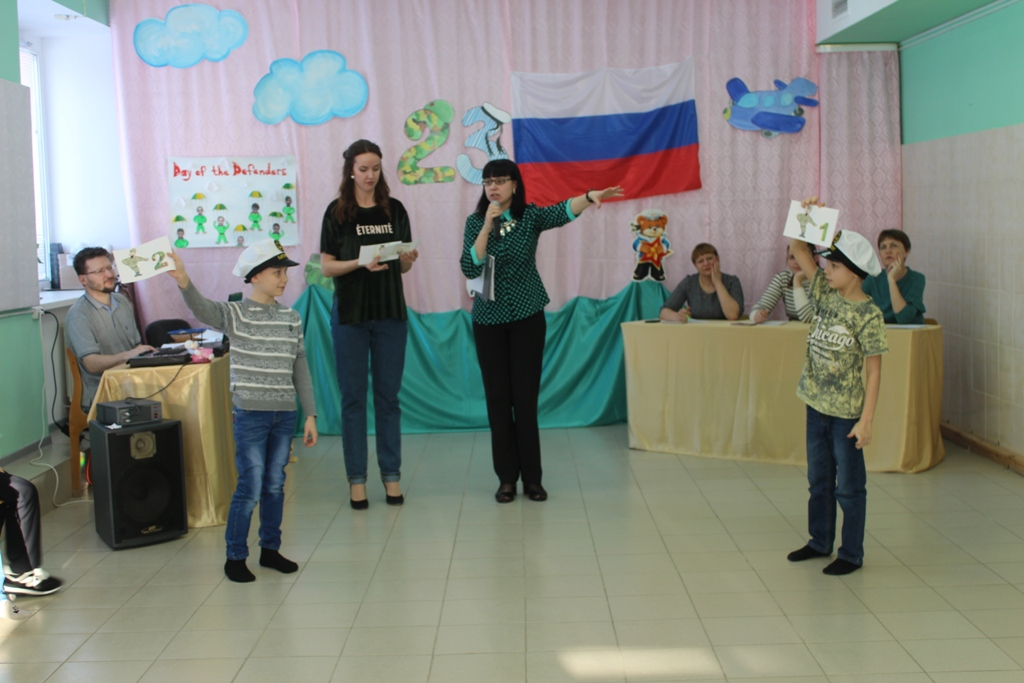 23
Day of the Defenders
ÉTERNITÉ
2
1
Chicago